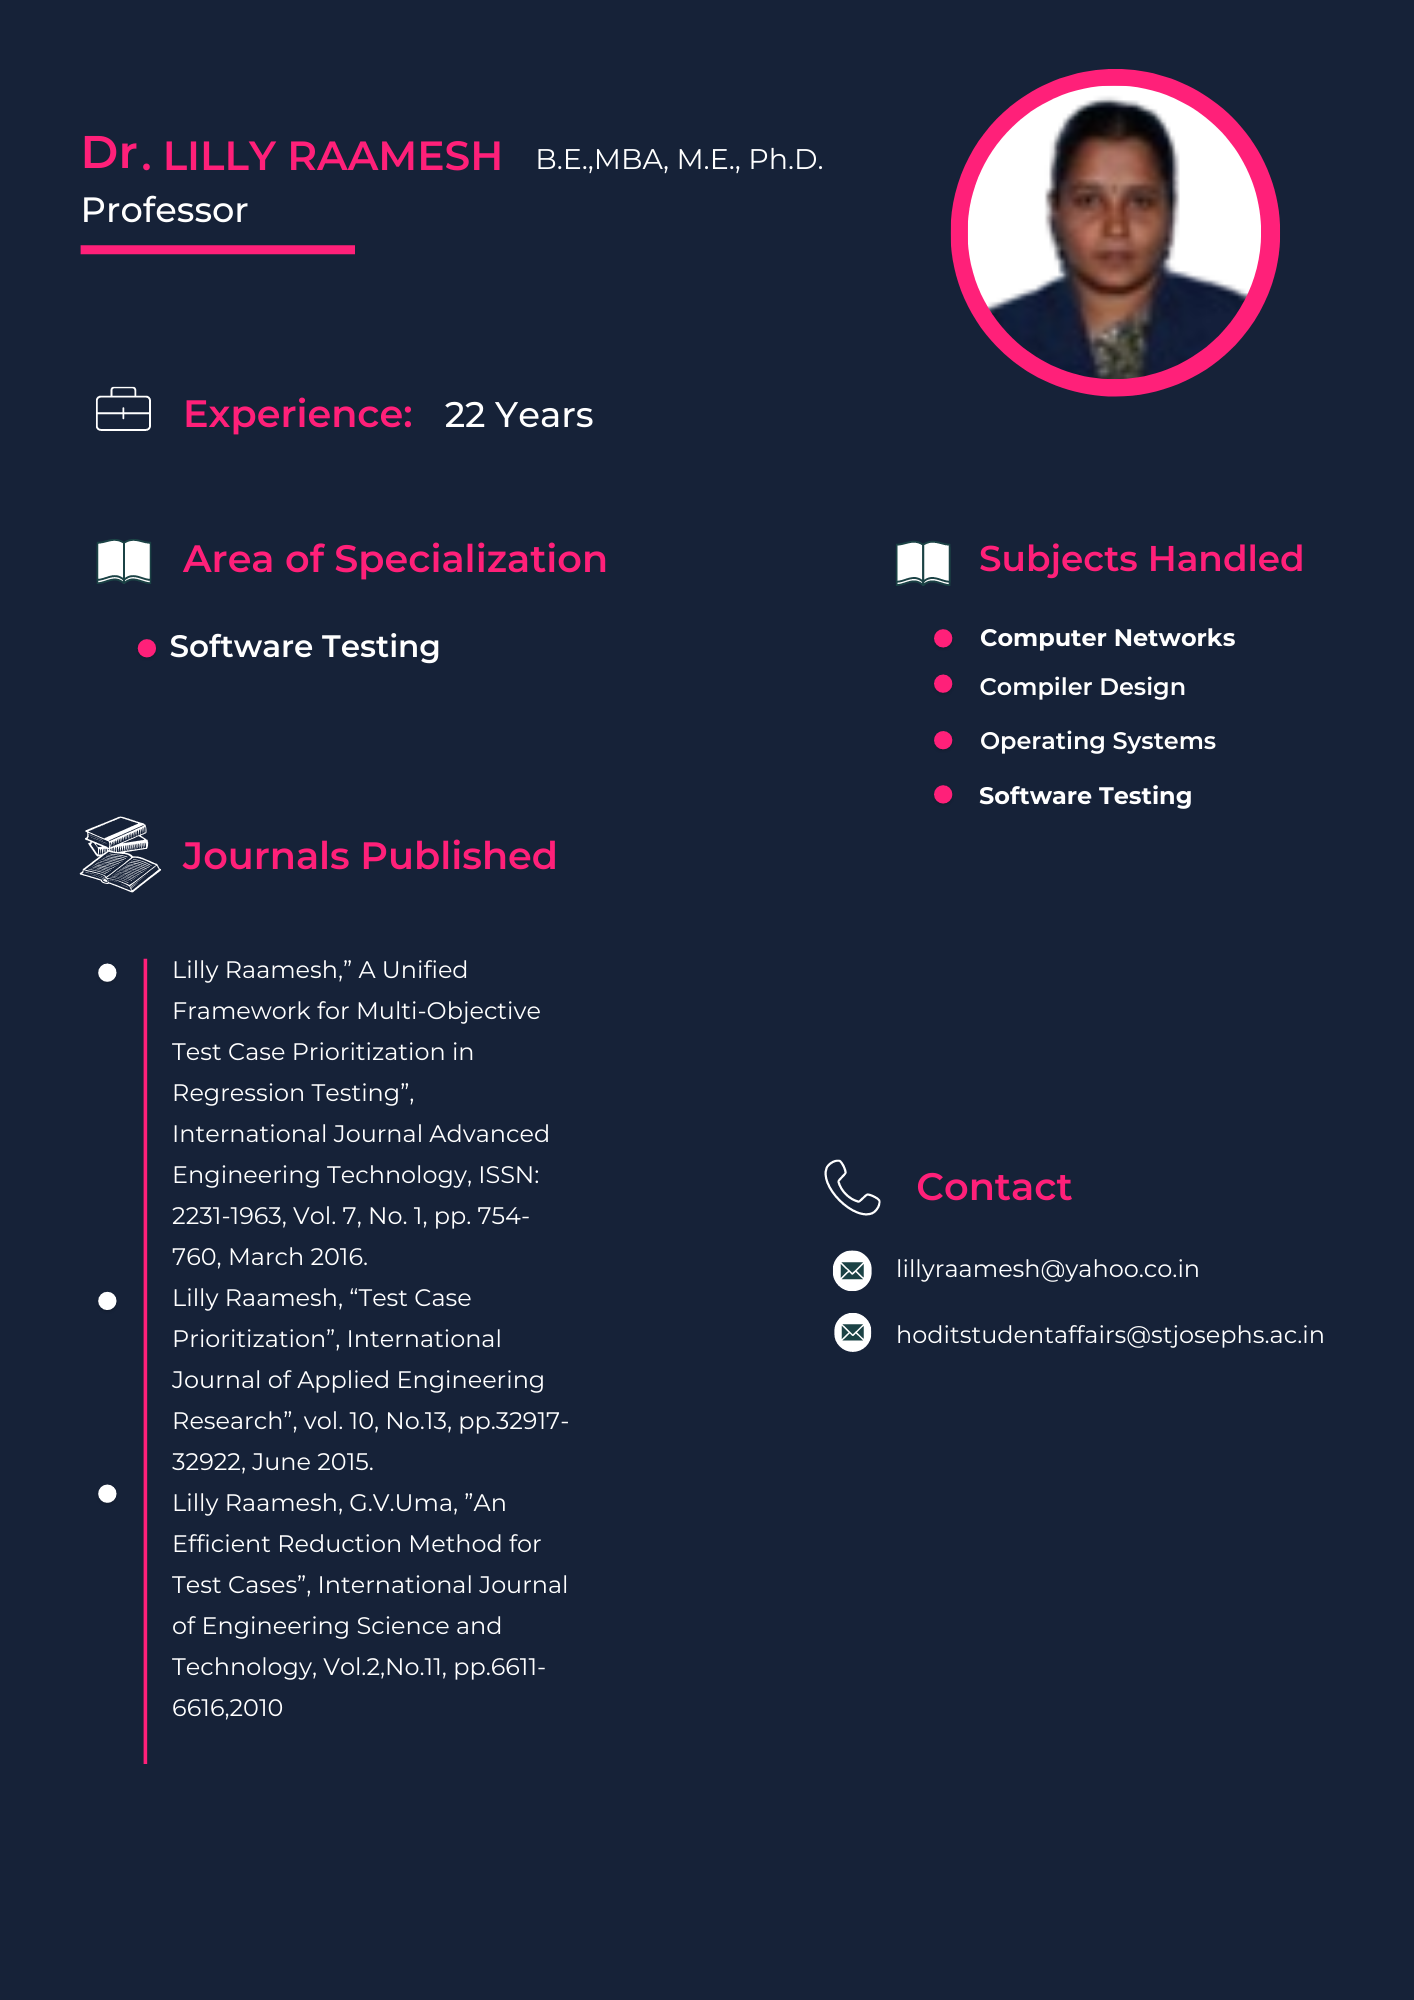 Dr. LILLY RAAMESH B.E.,MBA, M.E., Ph.D.
Professor
Experience: 22 Years
Area of Specialization
Software Testing
Subjects Handled
Computer Networks
Compiler Design
Operating Systems
Software Testing
Journals Published
Lilly Raamesh,” A Unified
Framework for Multi-Objective
Test Case Prioritization in
Regression Testing”,
International Journal Advanced
Engineering Technology, ISSN:
2231-1963, Vol. 7, No. 1, pp. 754-
760, March 2016.
Lilly Raamesh, “Test Case
Prioritization”, International
Journal of Applied Engineering
Research”, vol. 10, No.13, pp.32917-
32922, June 2015.
Lilly Raamesh, G.V.Uma, ”An
Efficient Reduction Method for
Test Cases”, International Journal
of Engineering Science and
Technology, Vol.2,No.11, pp.6611-
6616,2010
Contact
lillyraamesh@yahoo.co.in
hoditstudentaffairs@stjosephs.ac.in